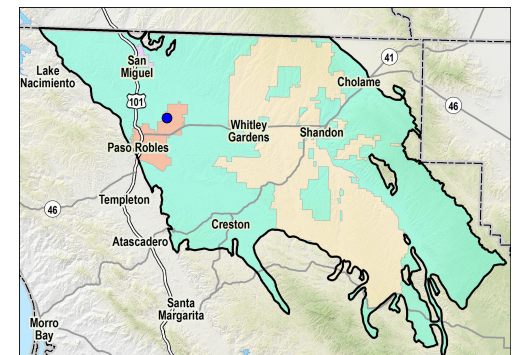 San
Miguel
Lake
Nacimiento
41
Cholame
101
46
Whitley
Gardens
Shandon
Paso Robles
Templeton
46
Creston
Atascadero
Santa
Margarita
Morro
Bay